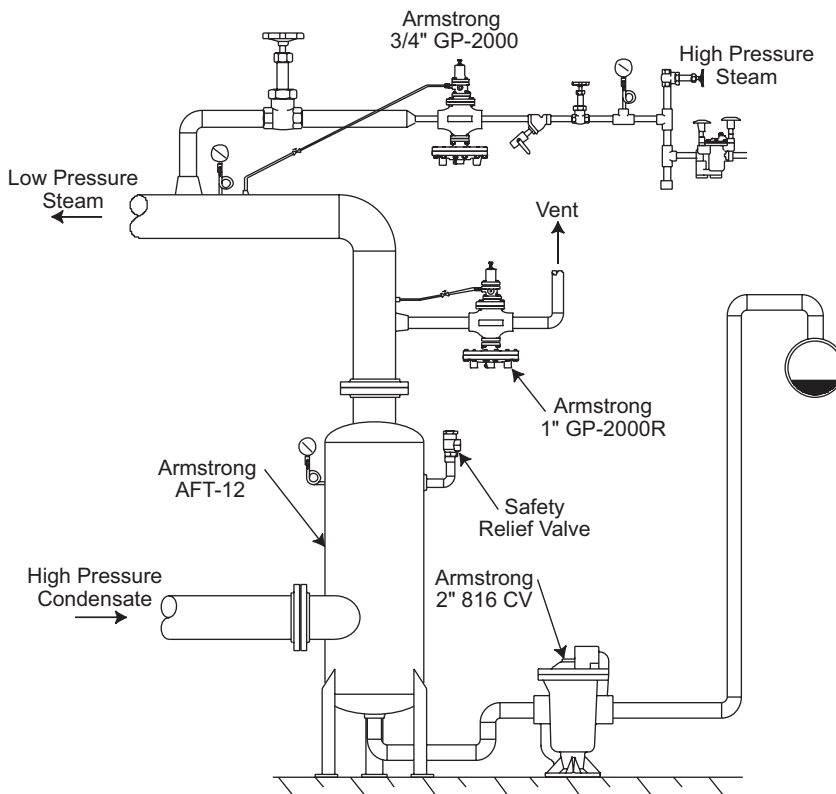 Armstrong
3/4" GP-2000
High Pressure
Steam
Low Pressure
Steam
Vent
Armstrong
1" GP-2000R
Armstrong
AFT-12
Safety
Relief Valve
High Pressure
Condensate
Armstrong
2" 816 CV